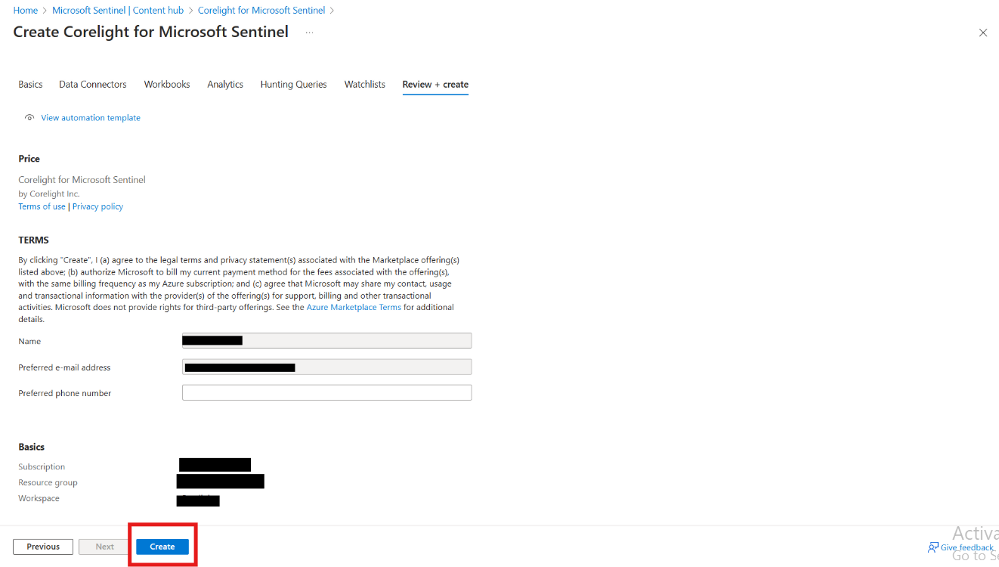 Home > Microsoft Sentinel | Content hub > Corelight for Microsoft Sentinel >
Create Corelight for Microsoft Sentinel ...
Basics Data Connectors Workbooks Analytics Hunting Queries Watchlists Review + create
View automation template
Price
Corelight for Microsoft Sentinel
by Corelight Inc.
Terms of use | Privacy policy
TERMS
By clicking "Create", I (a) agree to the legal terms and privacy statement(s) associated with the Marketplace offering(s)
listed above; (b) authorize Microsoft to bill my current payment method for the fees associated with the offering(s),
with the same billing frequency as my Azure subscription; and (c) agree that Microsoft may share my contact, usage
and transactional information with the provider(s) of the offering(s) for support, billing and other transactional
activities. Microsoft does not provide rights for third-party offerings. See the Azure Marketplace Terms for additional
details.
Name
Preferred e-mail address
Preferred phone number
Basics
Subscription
Resource group
Workspace
Previous Next Create
Activa
Give feedback
Go to Se